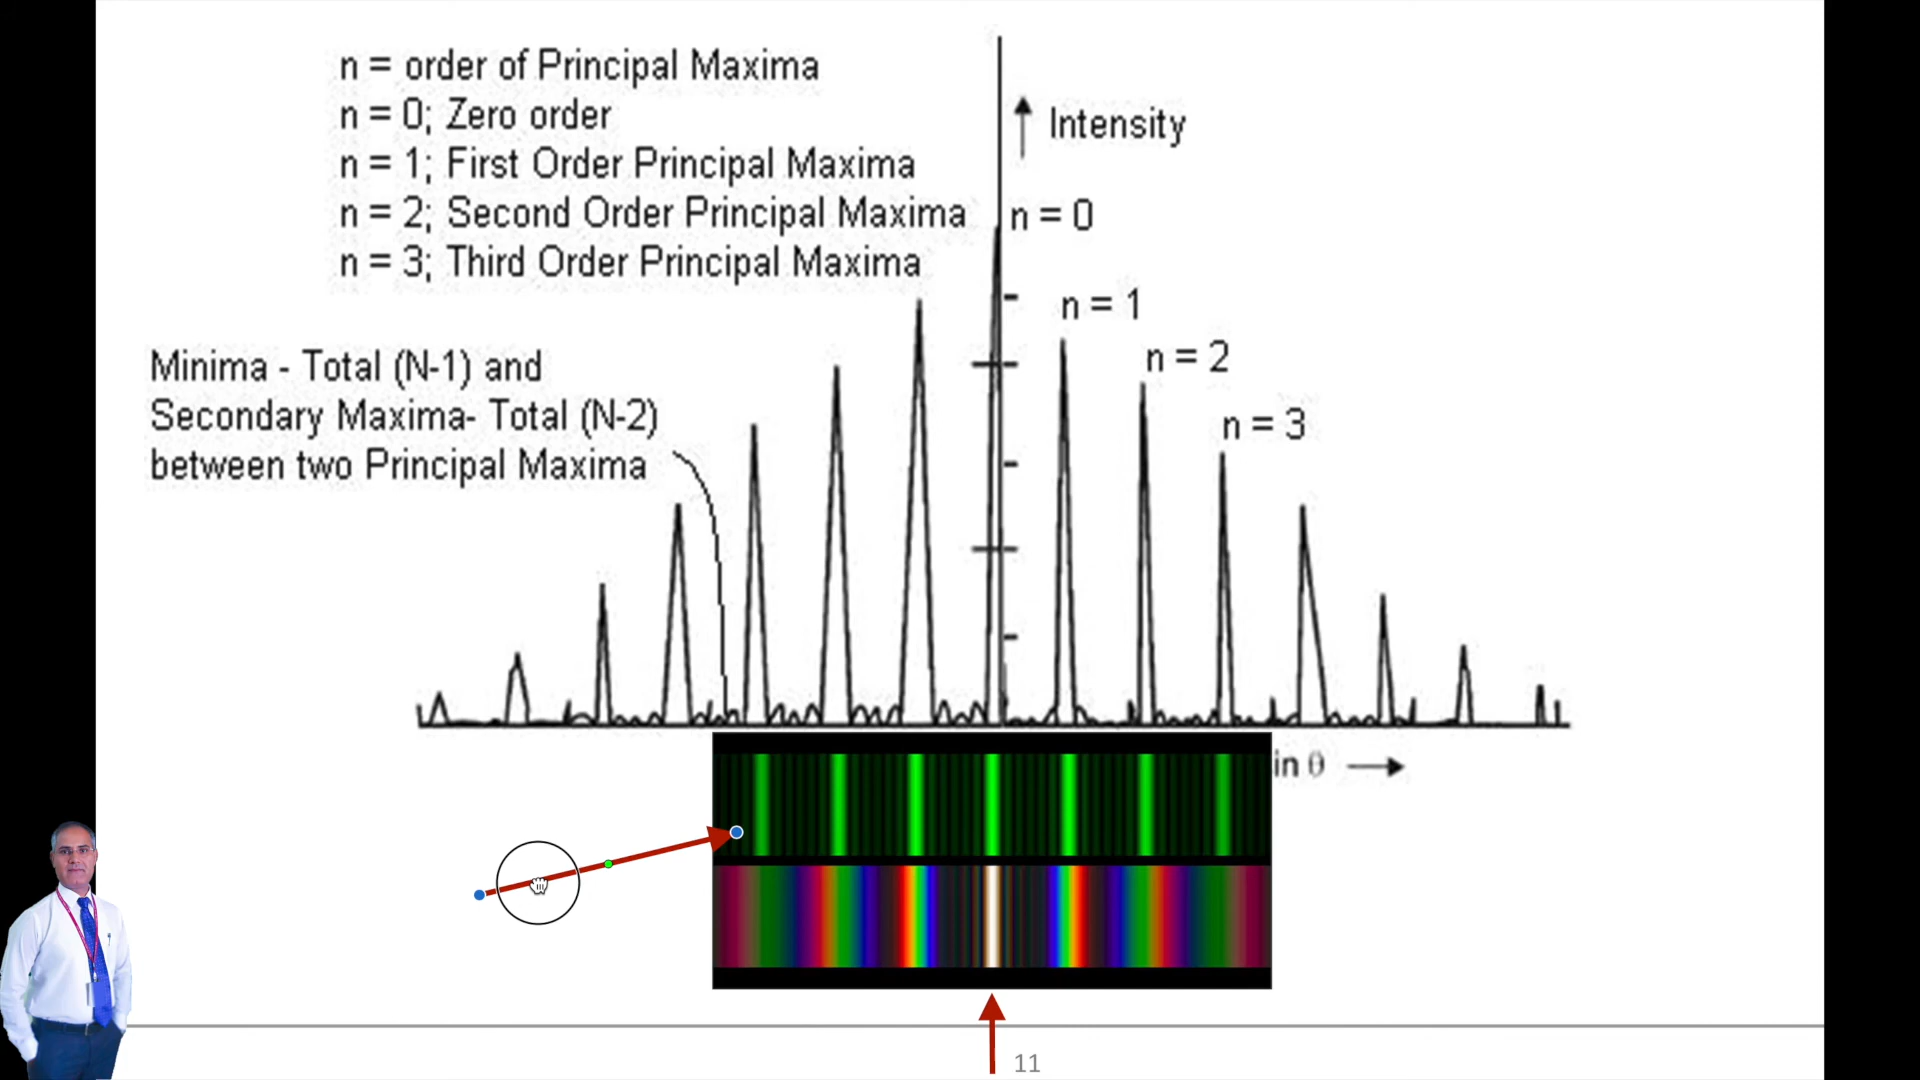 n = order of Principal Maxima
n = 0; Zero order
n = 1; First Order Principal Maxima
n = 2; Second Order Principal Maxima
n = 3; Third Order Principal Maxima
Intensity
n = 0
n = 1
n = 2
n = 3
Minima - Total (N-1) and
Secondary Maxima- Total (N-2)
between two Principal Maxima
in θ
11